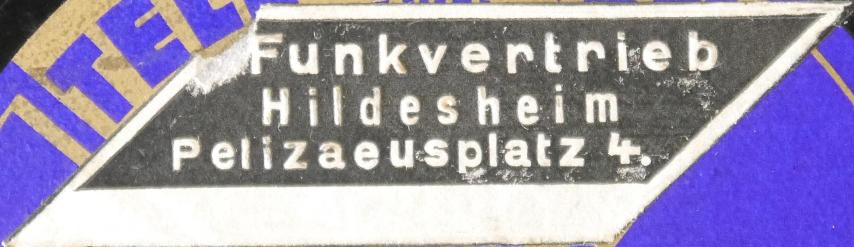 Funkvertrieb
Hildesheim
Pelizaeusplatz 4.